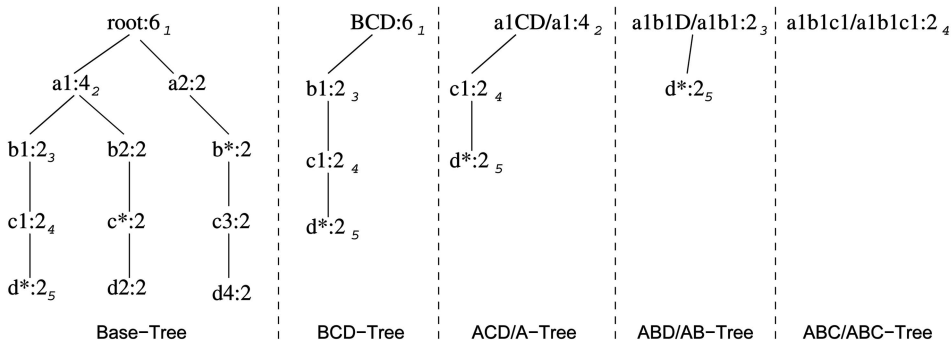 root:6 1 BCD:6 1 a1CD/a1:4 2 a1b1D/a1b1:2 3 a1b1c1/a1b1c1:2 4
a1:4 2 a2:2 b1:2 3 c1:2 4 d*:2 5
b1:2 3 b2:2 b*:2 c1:2 4 d*:2 5
c1:2 4 c*:2 c3:2 d*:2 5
d*:2 5 d2:2 d4:2
Base-Tree BCD-Tree ACD/A-Tree ABD/AB-Tree ABC/ABC-Tree